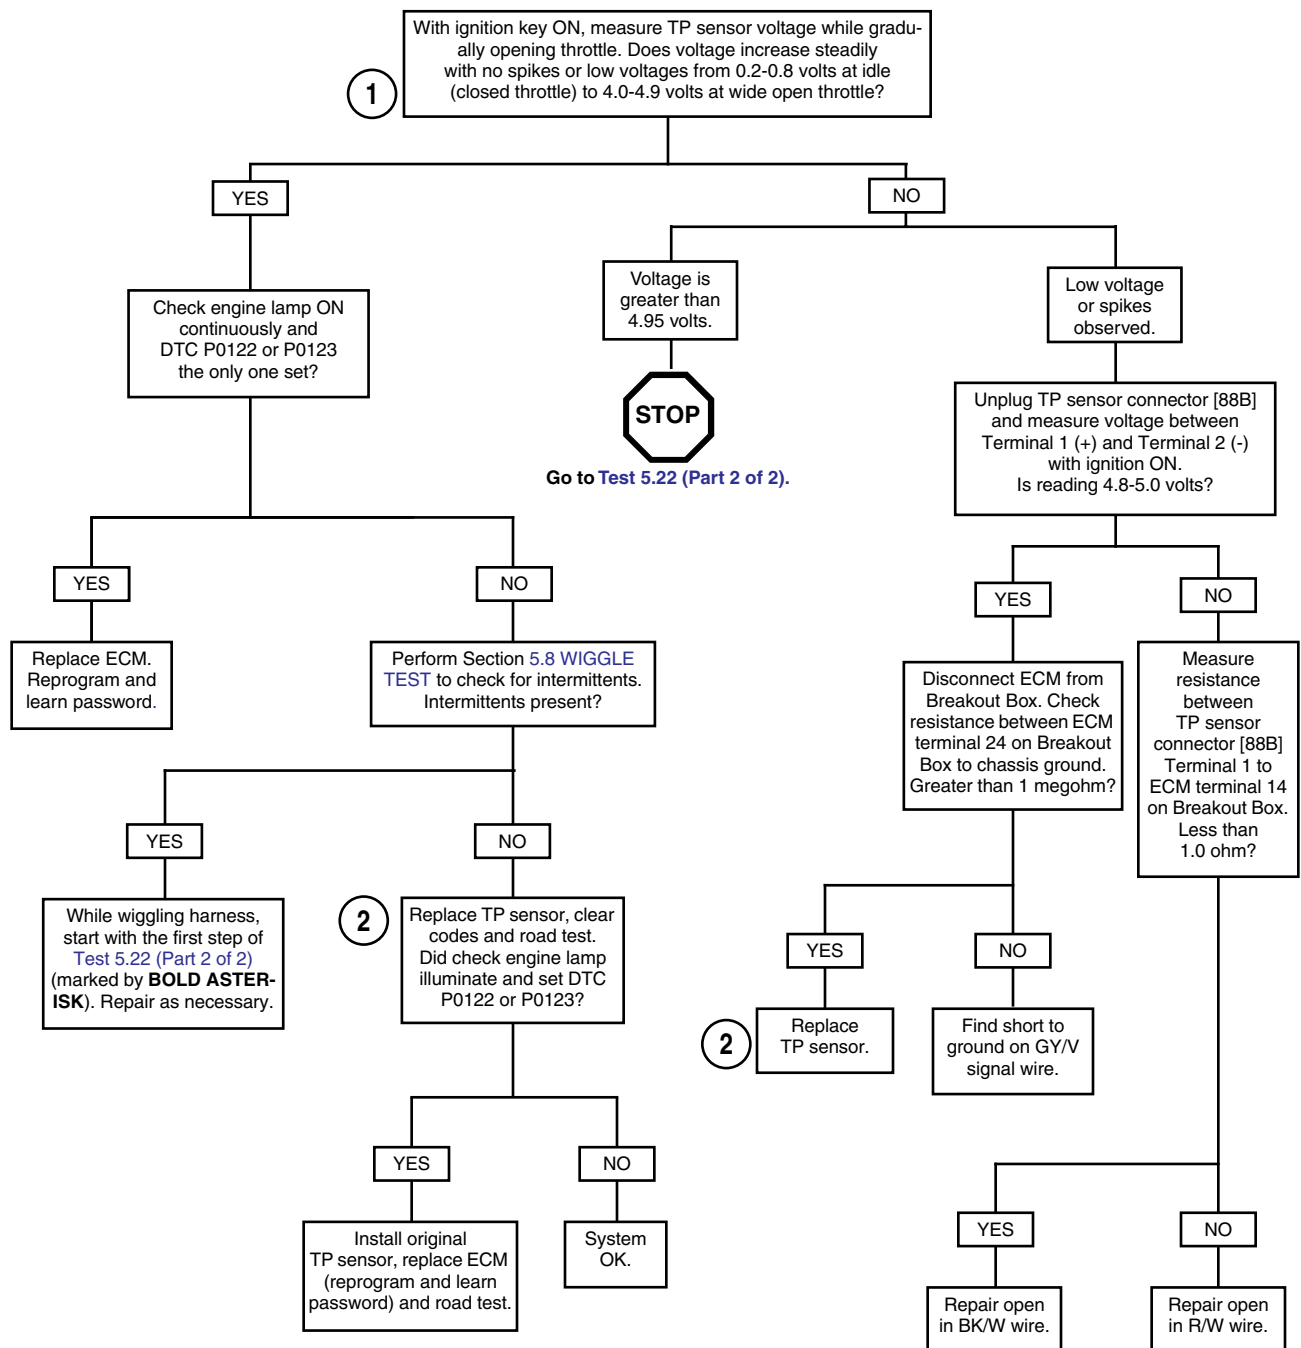 With ignition key ON, measure TP sensor voltage while gradu-
ally opening throttle. Does voltage increase steadily
with no spikes or low voltages from 0.2-0.8 volts at idle
(closed throttle) to 4.0-4.9 volts at wide open throttle?
1
YES
NO
Voltage is
greater than
4.95 volts.
Low voltage
or spikes
observed.
Check engine lamp ON
continuously and
DTC P0122 or P0123
the only one set?
STOP
Go to Test 5.22 (Part 2 of 2).
Unplug TP sensor connector [88B]
and measure voltage between
Terminal 1 (+) and Terminal 2 (-)
with ignition ON.
Is reading 4.8-5.0 volts?
YES
NO
YES
NO
Replace ECM.
Reprogram and
learn password.
Perform Section 5.8 WIGGLE
TEST to check for intermittents.
Intermittents present?
Disconnect ECM from
Breakout Box. Check
resistance between ECM
terminal 24 on Breakout
Box to chassis ground.
Greater than 1 megohm?
Measure
resistance
between
TP sensor
connector [88B]
Terminal 1 to
ECM terminal 14
on Breakout Box.
Less than
1.0 ohm?
YES
NO
While wiggling harness,
start with the first step of
Test 5.22 (Part 2 of 2)
(marked by BOLD ASTER-
ISK). Repair as necessary.
2
Replace TP sensor, clear
codes and road test.
Did check engine lamp
illuminate and set DTC
P0122 or P0123?
YES
NO
2
Replace
TP sensor.
Find short to
ground on GY/V
signal wire.
YES
NO
Install original
TP sensor, replace ECM
(reprogram and learn
password) and road test.
System
OK.
YES
NO
Repair open
in BK/W wire.
Repair open
in R/W wire.